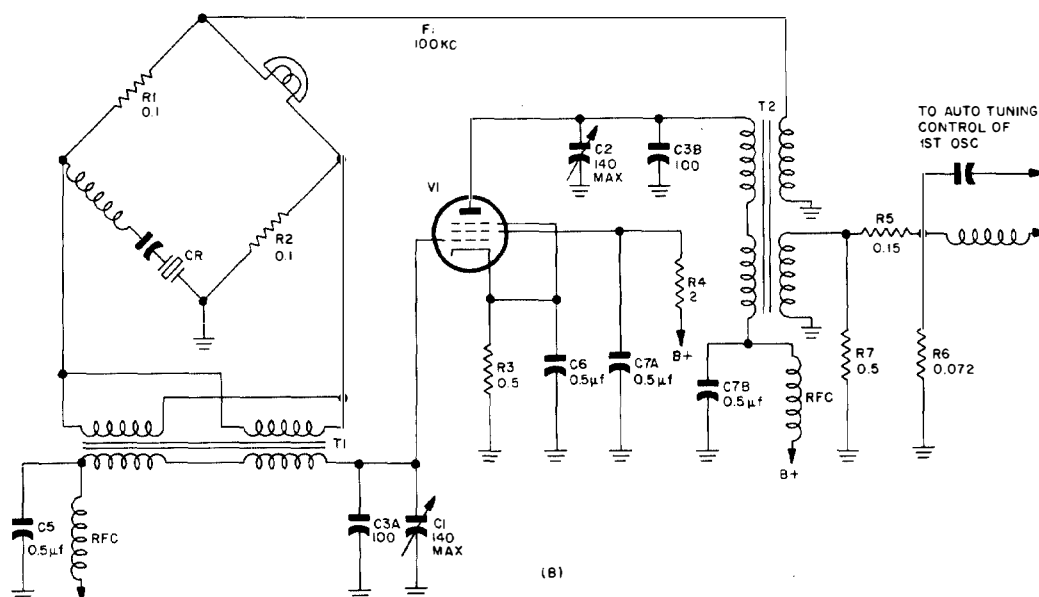 F:
100KC
R1
0.1
CR
R2
0.1
T1
C5
0.5μf
RFC
C3A
100
C1
140
MAX
V1
C2
140
MAX
C3B
100
R3
0.5
C6
0.5μf
C7A
0.5μf
R4
2
B+
T2
C7B
0.5μf
RFC
B+
R7
0.5
R5
0.15
R6
0.072
TO AUTO TUNING
CONTROL OF
1ST OSC
(B)